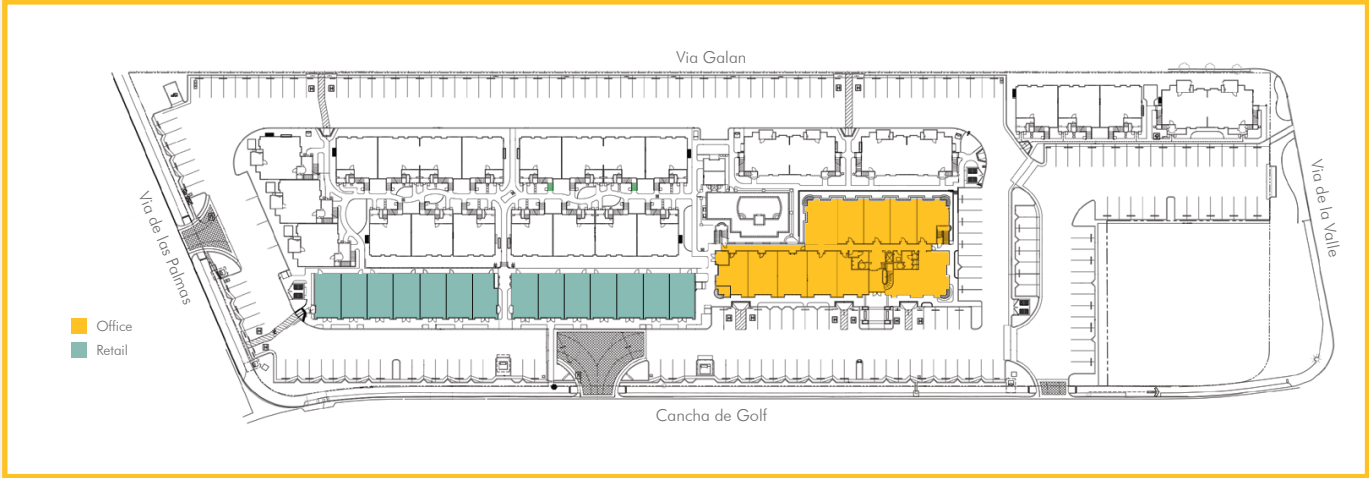 Via Galan
Via de las Palmas
Via de la Valle
Office
Retail
Cancha de Golf